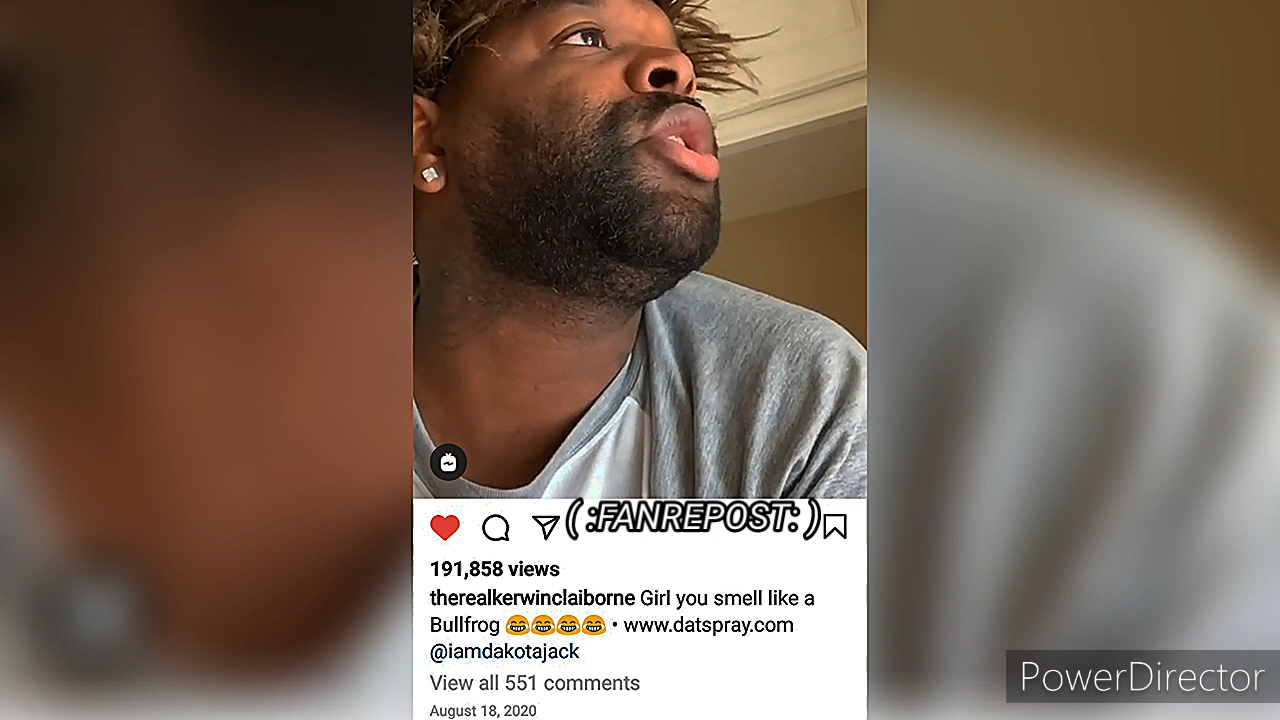 ( :FANREPOST: )
191,858 views
therealkerwinclaiborne Girl you smell like a
Bullfrog 😂😂😂😂 • www.datspray.com
@iamdakotajack
View all 551 comments
August 18, 2020
PowerDirector